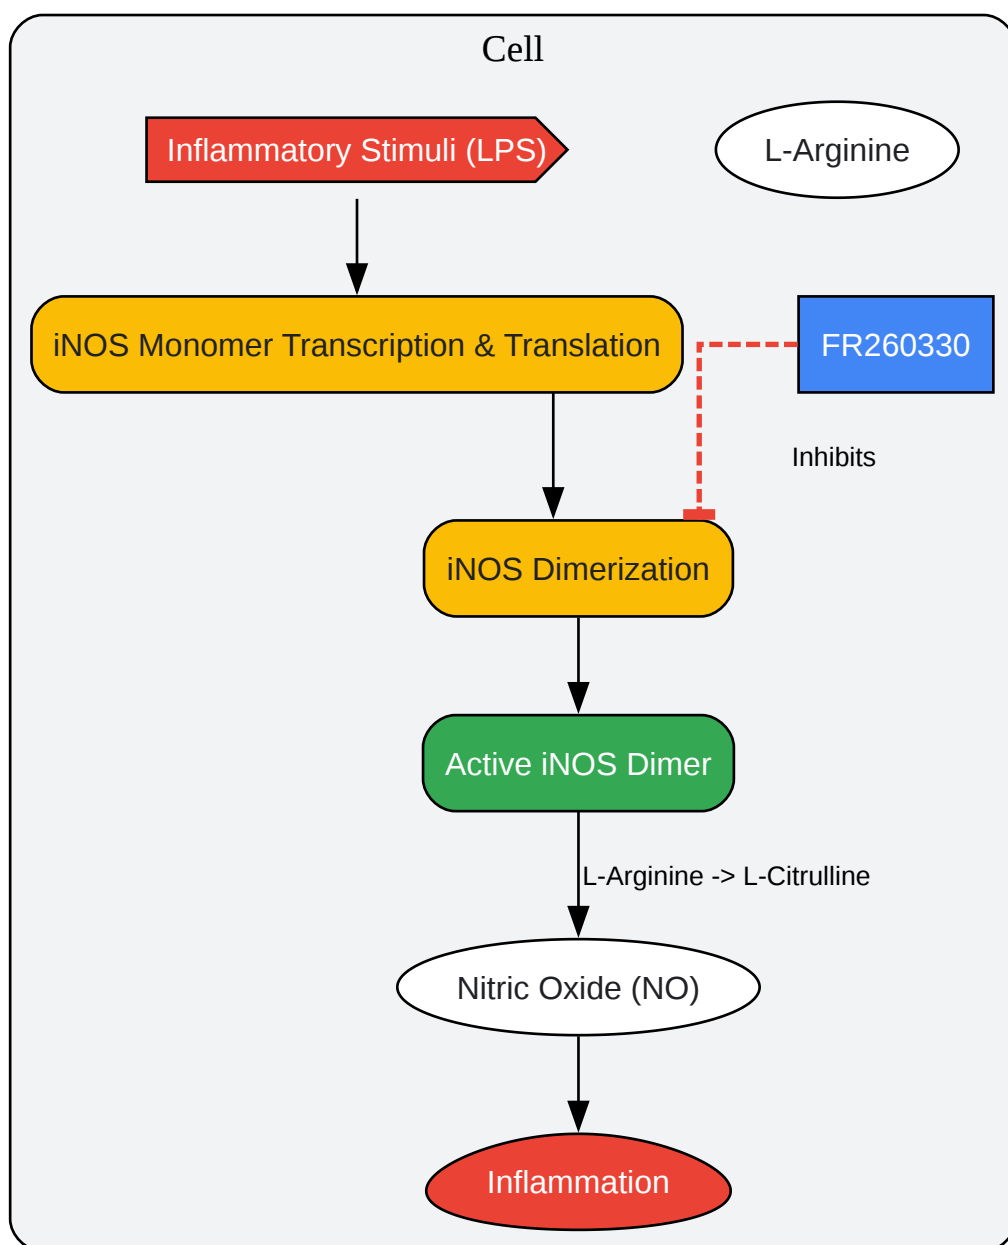 Cell
Inflammatory Stimuli (LPS)
L-Arginine
iNOS Monomer Transcription & Translation
FR260330
Inhibits
iNOS Dimerization
Active iNOS Dimer
L-Arginine -> L-Citrulline
Nitric Oxide (NO)
Inflammation